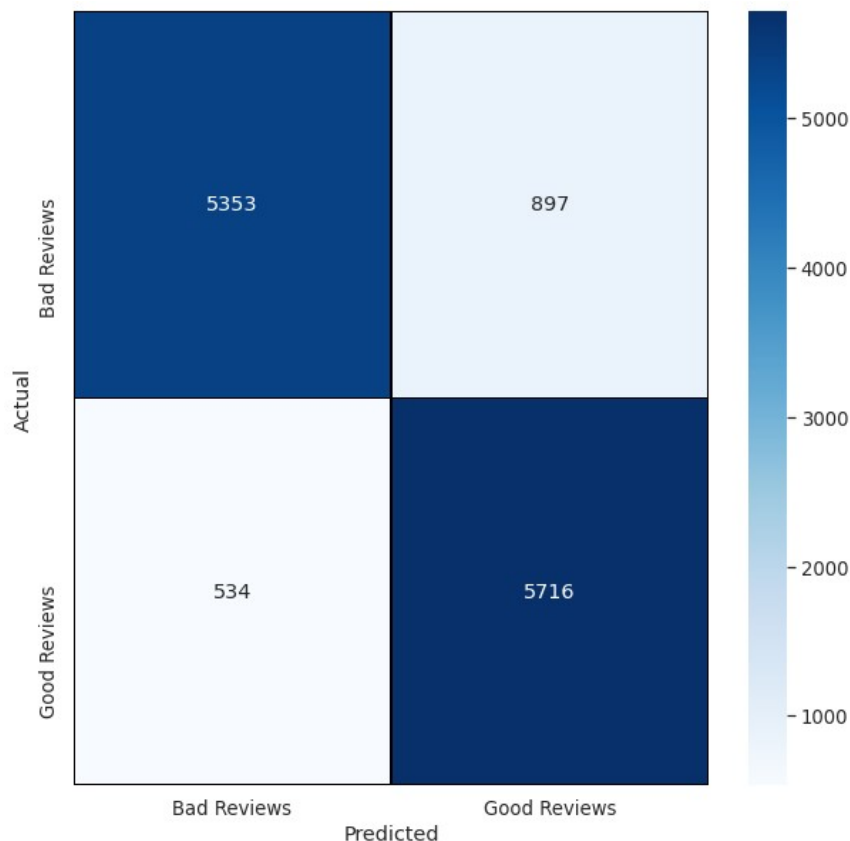 5000
Bad Reviews
5353
897
4000
3000
Actual
2000
Good Reviews
534
5716
1000
Bad Reviews
Good Reviews
Predicted